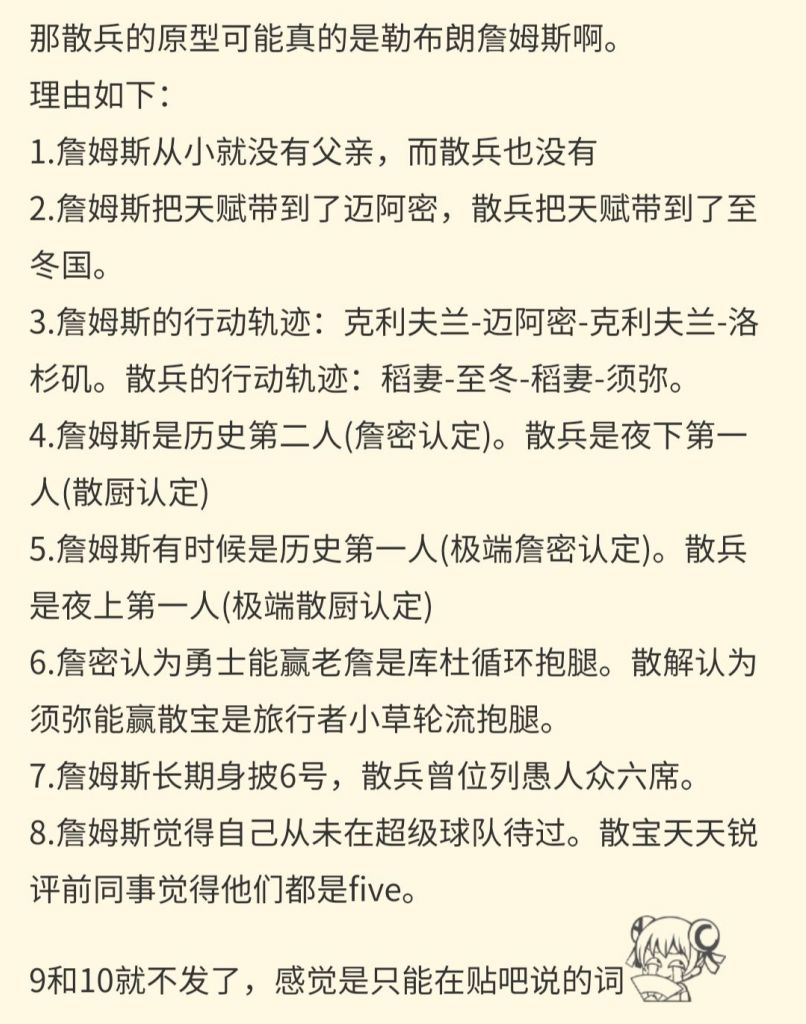 那散兵的原型可能真的是勒布朗詹姆斯啊。
理由如下：
1.詹姆斯从小就没有父亲，而散兵也没有
2.詹姆斯把天赋带到了迈阿密，散兵把天赋带到了至
冬国。
3.詹姆斯的行动轨迹：克利夫兰-迈阿密-克利夫兰-洛
杉矶。散兵的行动轨迹：稻妻-至冬-稻妻-须弥。
4.詹姆斯是历史第二人(詹密认定)。散兵是夜下第一
人(散厨认定)
5.詹姆斯有时候是历史第一人(极端詹密认定)。散兵
是夜上第一人(极端散厨认定)
6.詹密认为勇士能赢老詹是库杜循环抱腿。散解认为
须弥能赢散宝是旅行者小草轮流抱腿。
7.詹姆斯长期身披6号，散兵曾位列愚人众六席。
8.詹姆斯觉得自己从未在超级球队待过。散宝天天锐
评前同事觉得他们都是five。
9和10就不发了，感觉是只能在贴吧说的词